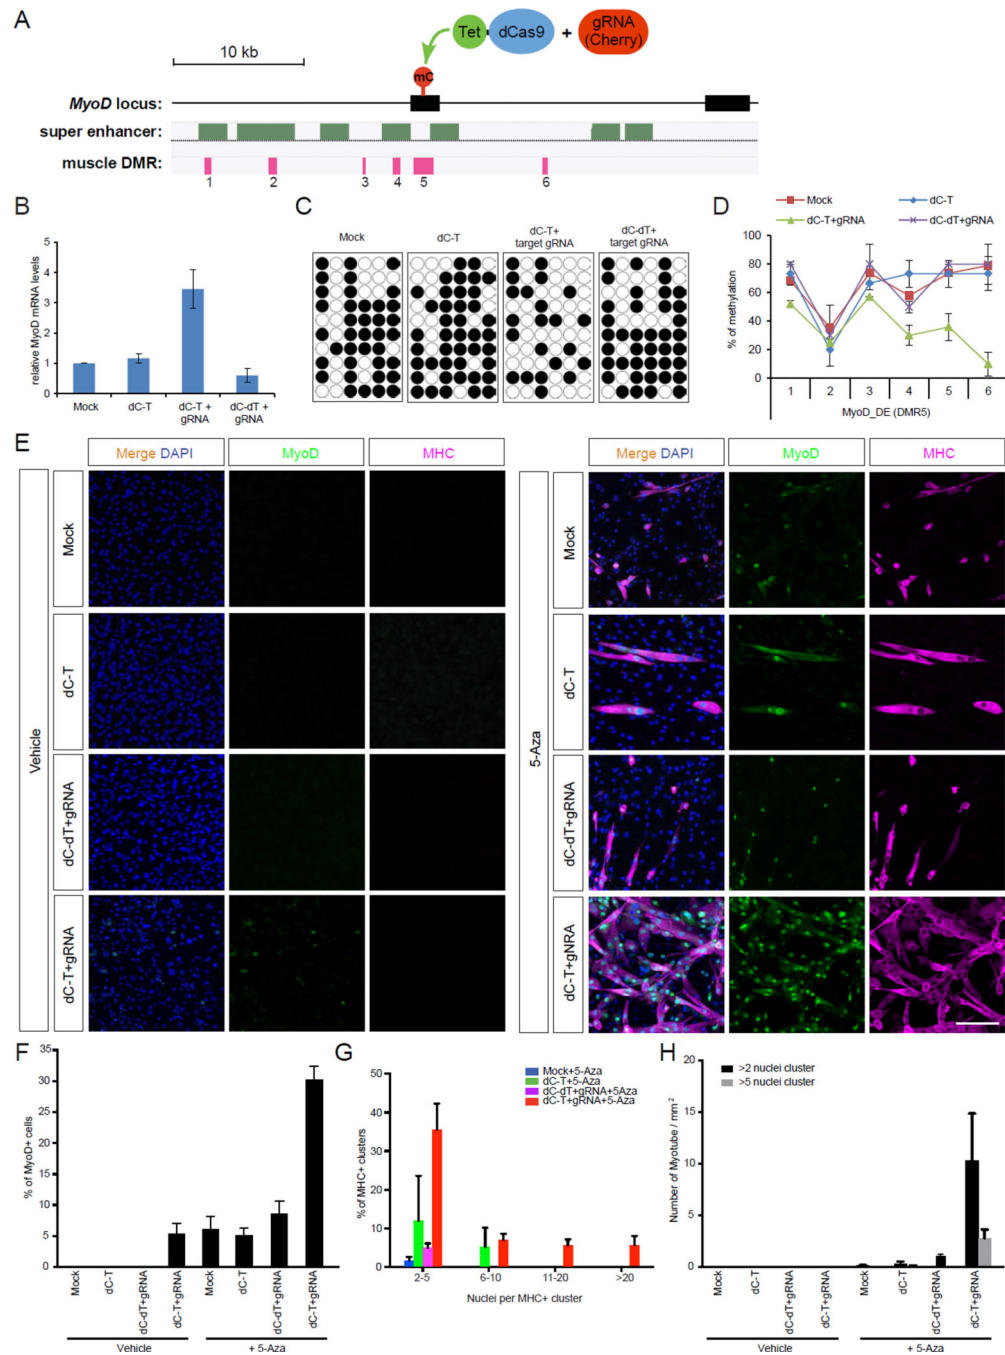 A
Tet
dCas9
+
gRNA
(Cherry)
10 kb
mC
MyoD locus:
super enhancer:
muscle DMR:
1 2 3 4 5 6
B
relative MyoD mRNA levels
5
4
3
2
1
0
Mock
dC-T
dC-T +
gRNA
dC-dT +
gRNA
C
Mock
dC-T
dC-T+
target gRNA
dC-dT+
target gRNA
D
Mock
dC-T
dC-T+gRNA
dC-dT+gRNA
% of methylation
100
80
60
40
20
0
1 2 3 4 5 6
MyoD_DE (DMR5)
E
Merge DAPI
MyoD
MHC
Vehicle
Mock
dC-T
dC-dT+gRNA
dC-T+gRNA
Merge DAPI
MyoD
MHC
5-Aza
Mock
dC-T
dC-dT+gRNA
dC-T+gNRA
F
% of MyoD+ cells
35
30
25
20
15
10
5
0
Mock
dC-T
dC-dT+gRNA
dC-T+gRNA
Mock
dC-T
dC-dT+gRNA
dC-T+gRNA
Vehicle
+ 5-Aza
G
Mock+5-Aza
dC-T+5-Aza
dC-dT+gRNA+5Aza
dC-T+gRNA+5-Aza
% of MHC+ clusters
50
40
30
20
10
0
2-5
6-10
11-20
>20
Nuclei per MHC+ cluster
H
>2 nuclei cluster
>5 nuclei cluster
Number of Myotube / mm2
20
15
10
5
0
Mock
dC-T
dC-dT+gRNA
dC-T+gRNA
Mock
dC-T
dC-dT+gRNA
dC-T+gRNA
Vehicle
+ 5-Aza